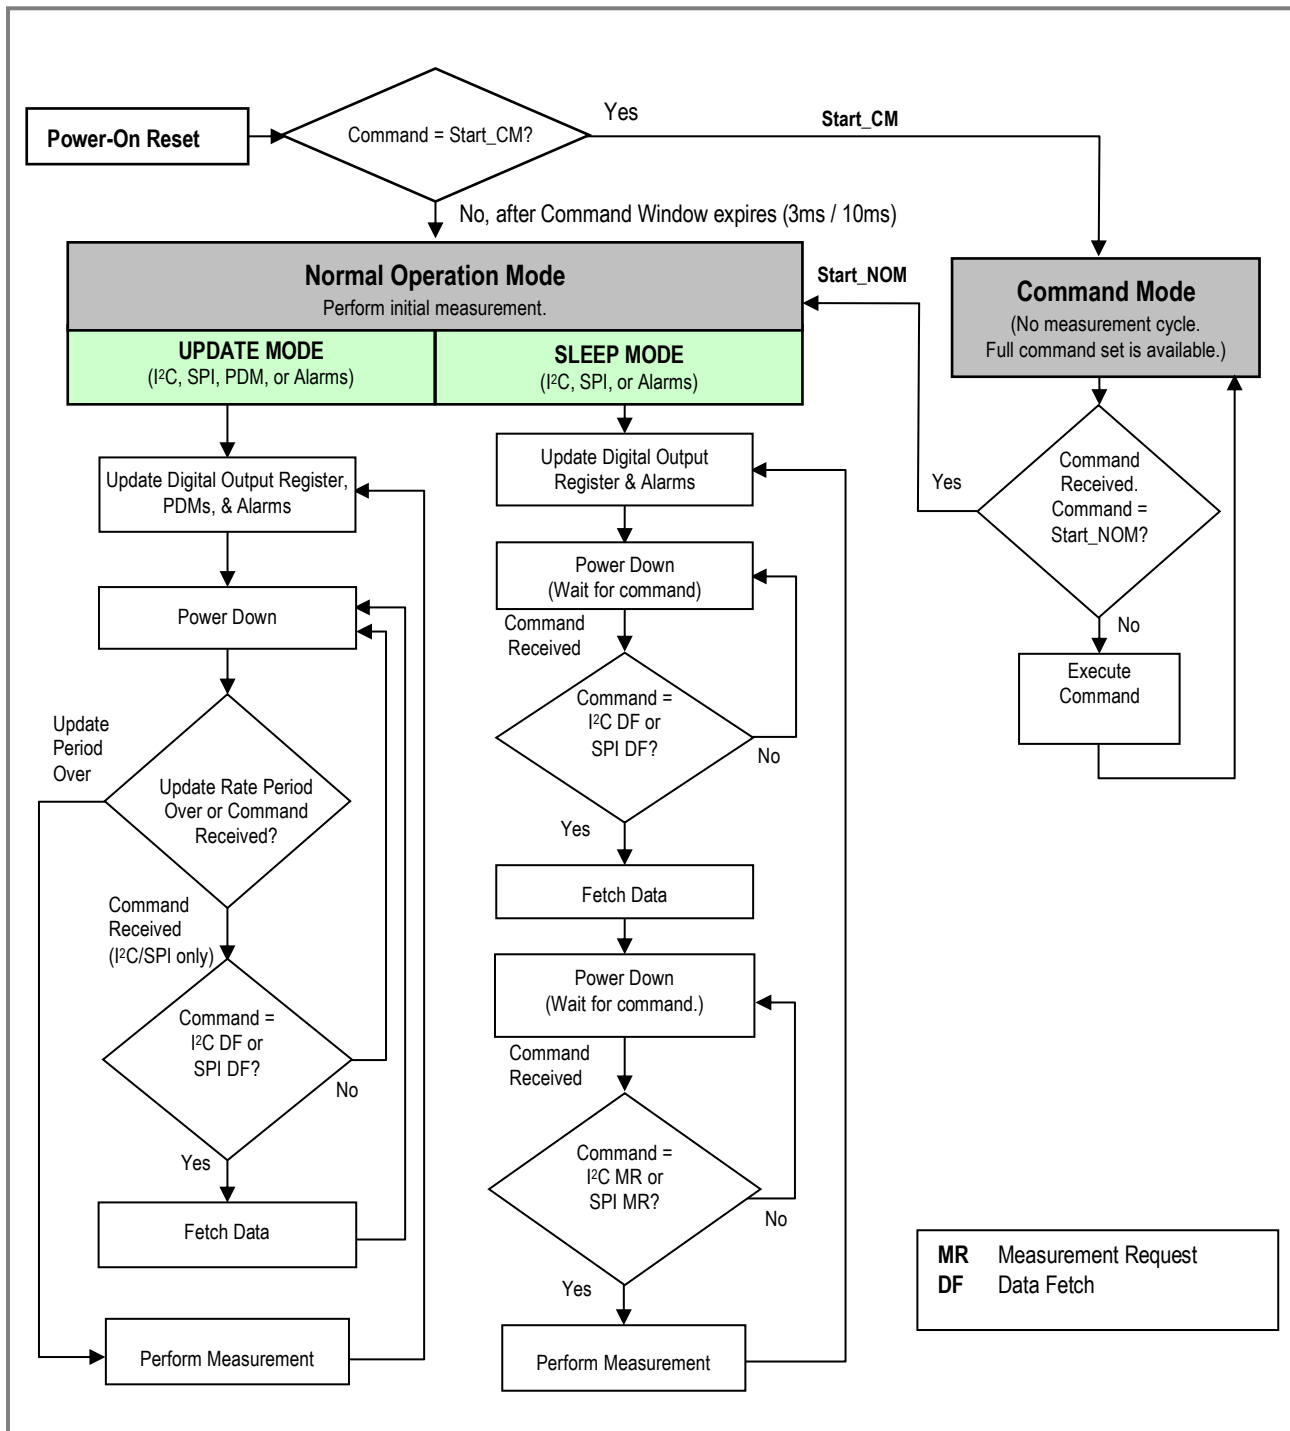 Power-On Reset
Command = Start_CM?
Yes
Start_CM
No, after Command Window expires (3ms / 10ms)
Normal Operation Mode
Perform initial measurement.
Start_NOM
Command Mode
(No measurement cycle.
Full command set is available.)
UPDATE MODE
(I²C, SPI, PDM, or Alarms)
SLEEP MODE
(I²C, SPI, or Alarms)
Update Digital Output Register,
PDMs, & Alarms
Power Down
Update
Period
Over
Update Rate Period
Over or Command
Received?
Command
Received
(I²C/SPI only)
Command =
I²C DF or
SPI DF?
No
Yes
Fetch Data
Perform Measurement
Update Digital Output
Register & Alarms
Power Down
(Wait for command)
Command
Received
Command =
I²C DF or
SPI DF?
No
Yes
Fetch Data
Power Down
(Wait for command.)
Command
Received
Command =
I²C MR or
SPI MR?
No
Yes
Perform Measurement
Yes
Command
Received.
Command =
Start_NOM?
No
Execute
Command
MR Measurement Request
DF Data Fetch